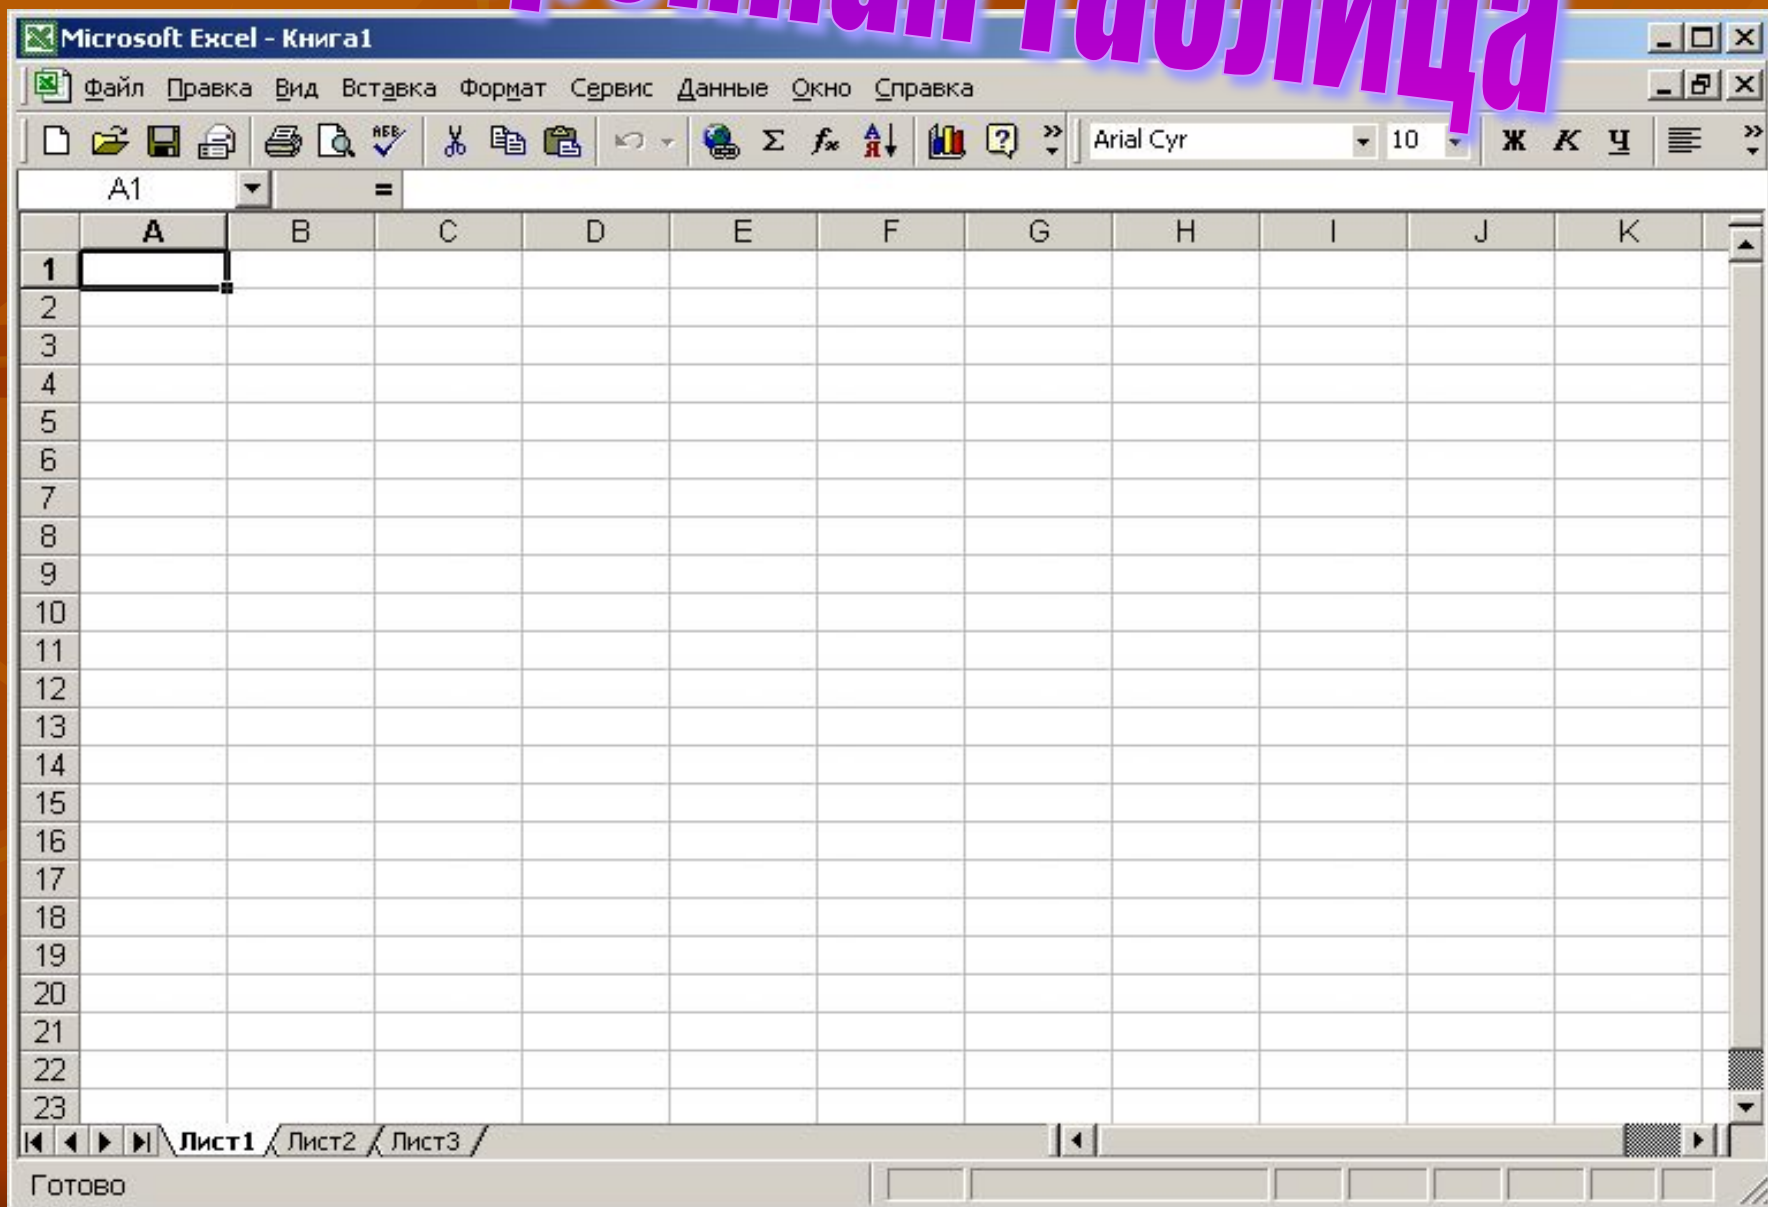 таблица
Microsoft Excel - Книга1
Файл Правка Вид Вставка Формат Сервис Данные Окно Справка
Arial Cyr 10 Ж К Ч
A1 =
A B C D E F G H I J K
1
2
3
4
5
6
7
8
9
10
11
12
13
14
15
16
17
18
19
20
21
22
23
Лист1 Лист2 Лист3
Готово